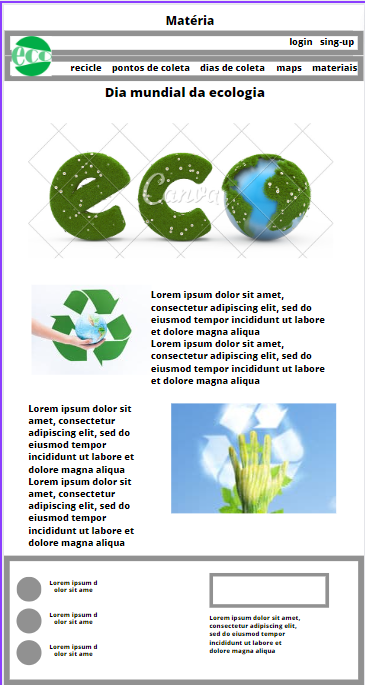 Matéria
login sing-up
eco
recicle pontos de coleta dias de coleta maps materiais
Dia mundial da ecologia
eco
Canva
Lorem ipsum dolor sit amet,
consectetur adipiscing elit, sed do
eiusmod tempor incididunt ut labore
et dolore magna aliqua
Lorem ipsum dolor sit amet,
consectetur adipiscing elit, sed do
eiusmod tempor incididunt ut labore
et dolore magna aliqua
Lorem ipsum dolor sit
amet, consectetur
adipiscing elit, sed do
eiusmod tempor
incididunt ut labore et
dolore magna aliqua
Lorem ipsum dolor sit
amet, consectetur
adipiscing elit, sed do
eiusmod tempor
incididunt ut labore et
dolore magna aliqua
Lorem ipsum d
olor sit ame
Lorem ipsum d
olor sit ame
Lorem ipsum d
olor sit ame
Lorem ipsum dolor sit amet,
consectetur adipiscing elit,
sed do eiusmod tempor
incididunt ut labore et
dolore magna aliqua